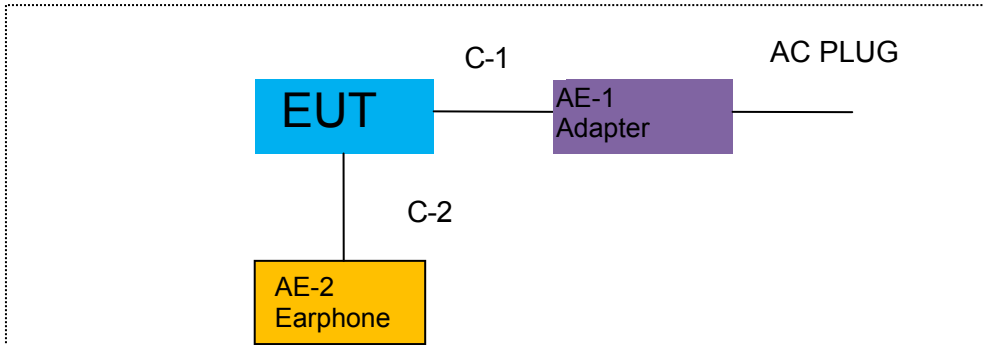 C-1
AC PLUG
EUT
AE-1
Adapter
C-2
AE-2
Earphone